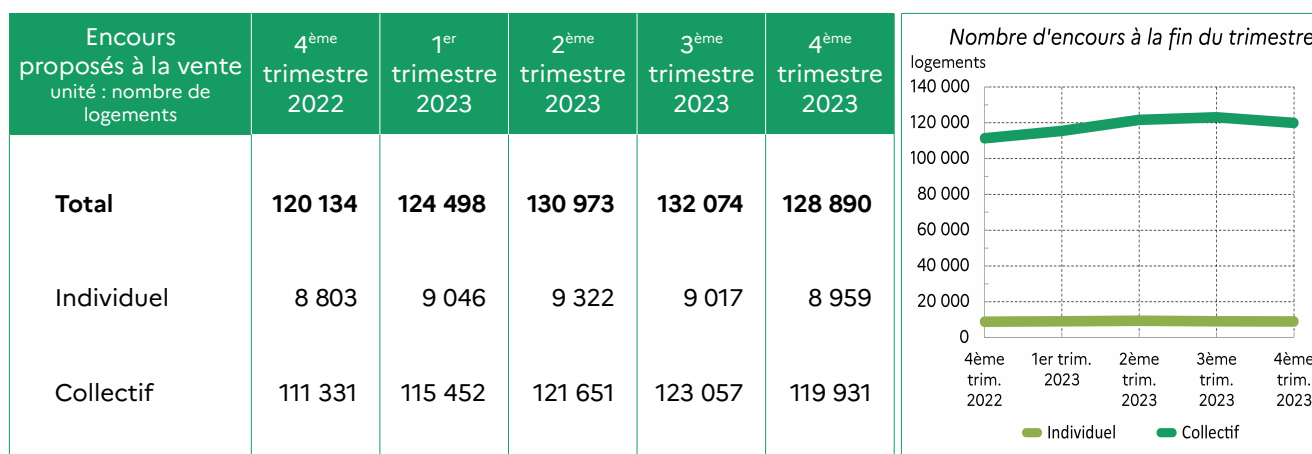 Encours
proposés à la vente
unité : nombre de
logements
4ème
trimestre
2022
1er
trimestre
2023
2ème
trimestre
2023
3ème
trimestre
2023
4ème
trimestre
2023
Total 120 134 124 498 130 973 132 074 128 890
Individuel 8 803 9 046 9 322 9 017 8 959
Collectif 111 331 115 452 121 651 123 057 119 931
Nombre d'encours à la fin du trimestre
logements
140 000
120 000
100 000
80 000
60 000
40 000
20 000
0
4ème
trim.
2022
1er trim.
2023
2ème
trim.
2023
3ème
trim.
2023
4ème
trim.
2023
Individuel Collectif